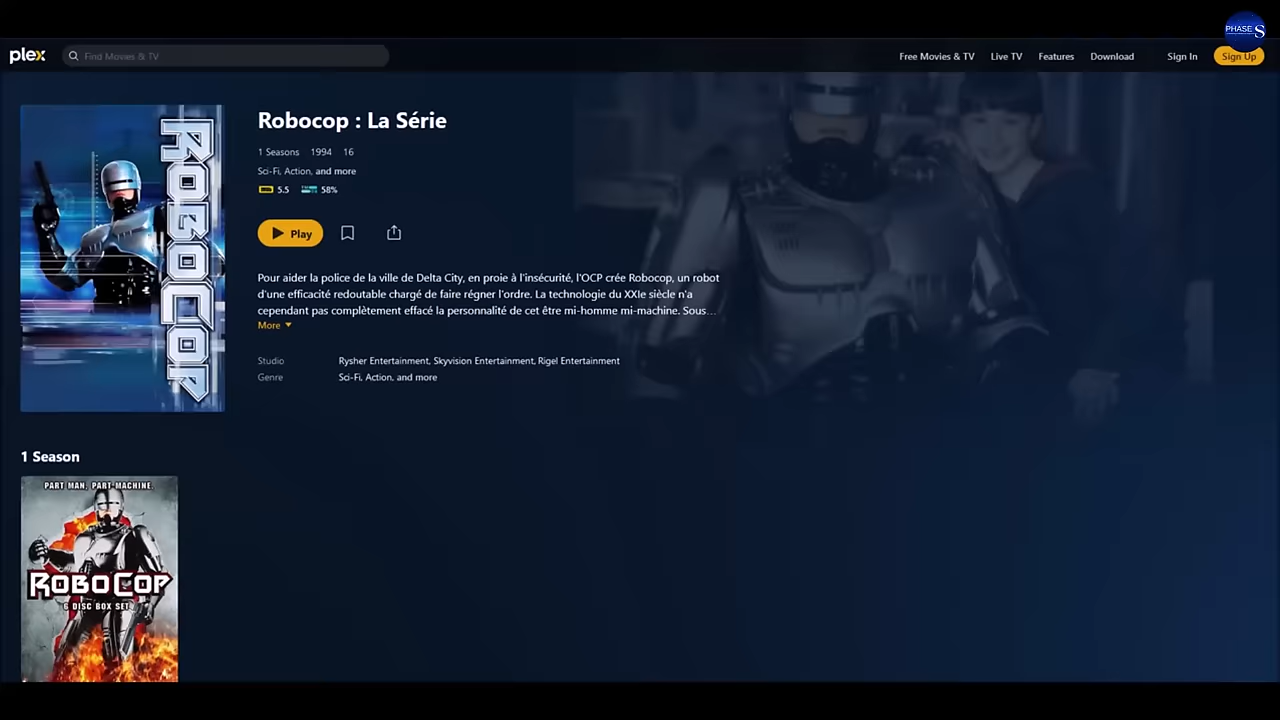 PHASE S
plex
Find Movies & TV
Free Movies & TV
Live TV
Features
Download
Sign In
Sign Up
ROBOCOP
Robocop : La Série
1 Seasons 1994 16
Sci-Fi, Action, and more
5.5 58%
Play
Pour aider la police de la ville de Delta City, en proie à l'insécurité, l'OCP crée Robocop, un robot
d'une efficacité redoutable chargé de faire régner l'ordre. La technologie du XXIe siècle n'a
cependant pas complètement effacé la personnalité de cet être mi-homme mi-machine. Sous...
More
Studio Rysher Entertainment, Skyvision Entertainment, Rigel Entertainment
Genre Sci-Fi, Action, and more
1 Season
PART MAN, PART-MACHINE.
ROBOCOP
6 DISC BOX SET